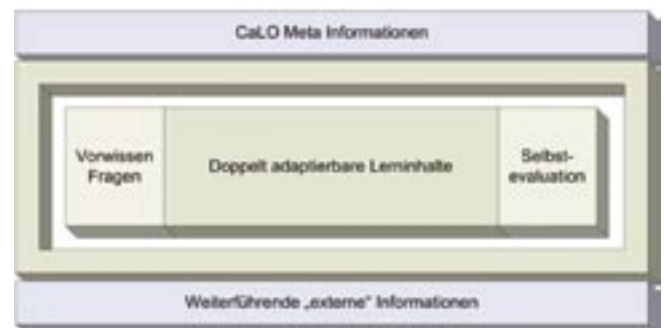 CaLO Meta Informationen
Vorwissen
Fragen
Doppelt adaptierbare Lerninhalte
Selbst-
evaluation
Weiterführende „externe“ Informationen